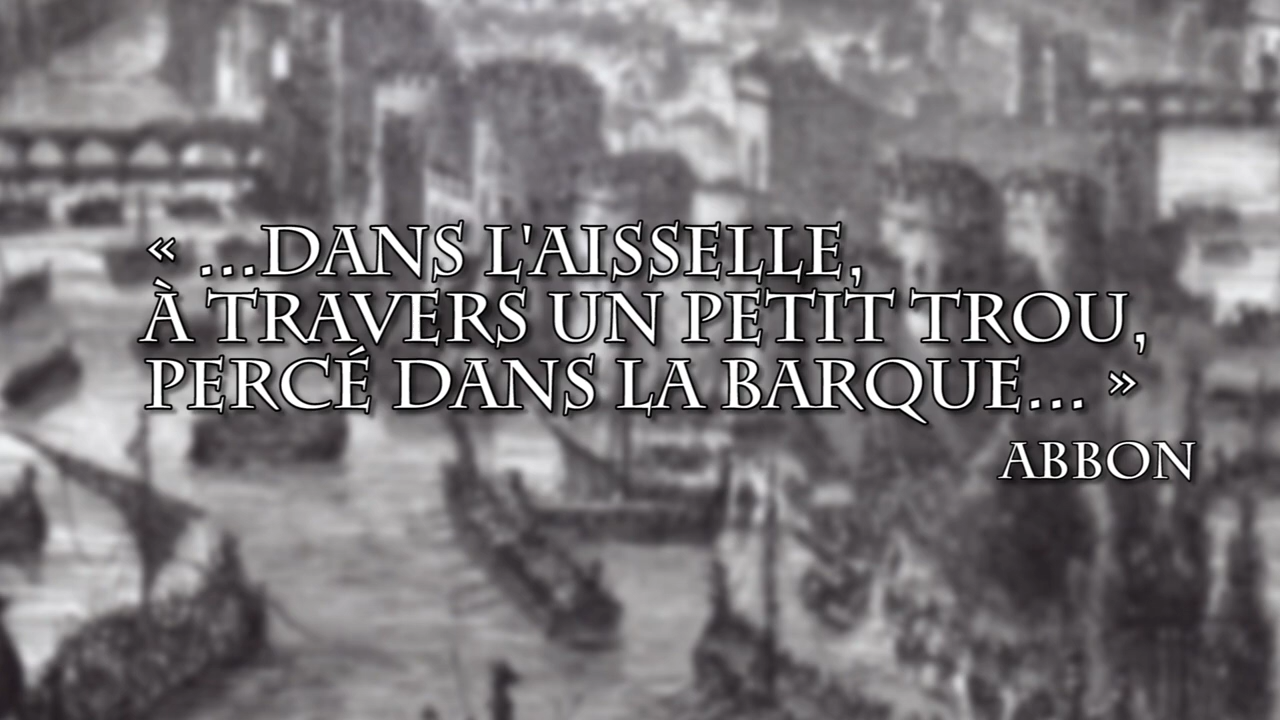 « ...DANS L'AISSELLE,
À TRAVERS UN PETIT TROU,
PERCÉ DANS LA BARQUE... »
ABBON